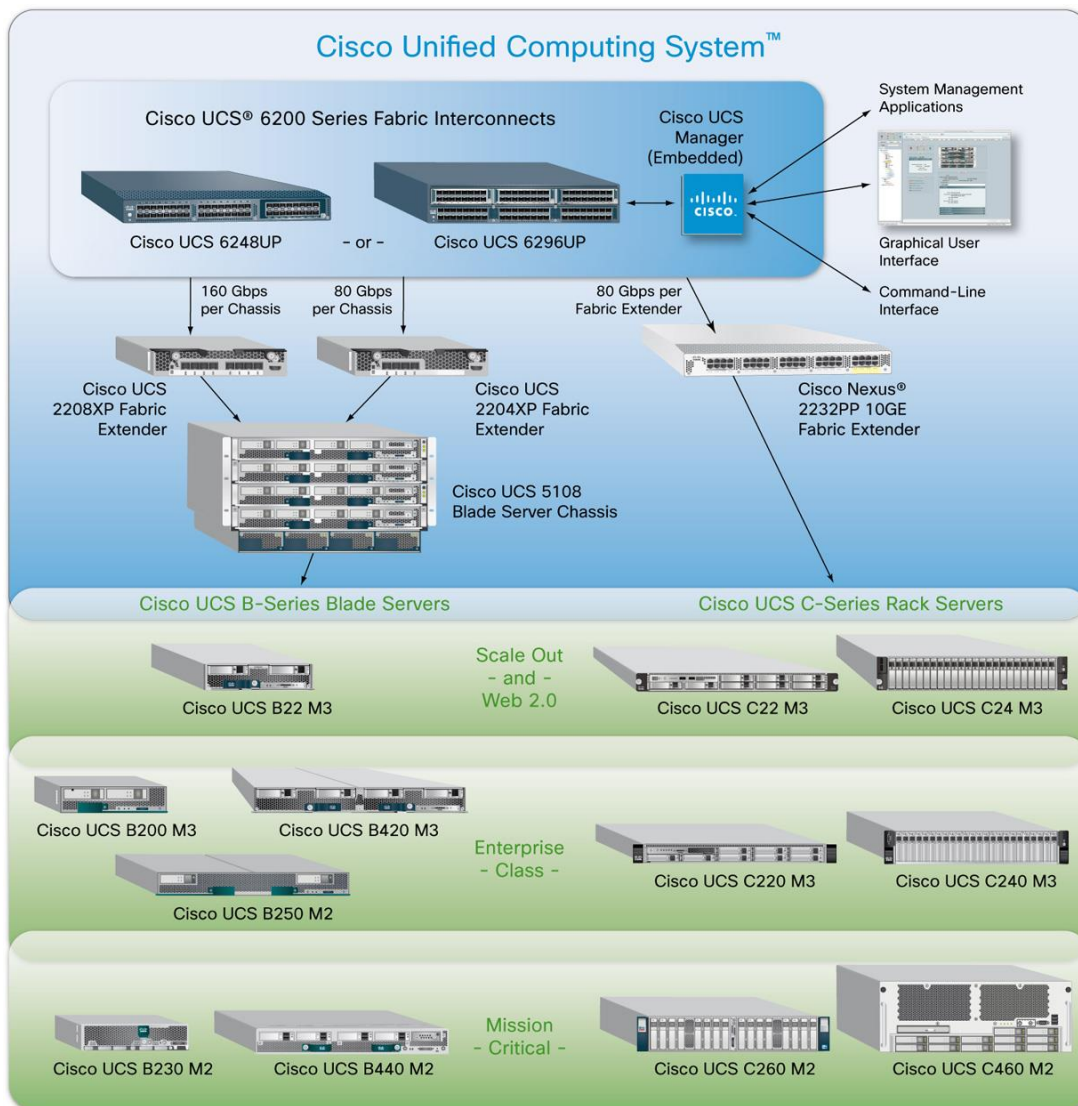 Cisco Unified Computing System™
Cisco UCS® 6200 Series Fabric Interconnects
Cisco UCS
Manager
(Embedded)
System Management
Applications
CISCO.
Cisco UCS 6248UP
- or -
Cisco UCS 6296UP
Graphical User
Interface
Command-Line
Interface
160 Gbps
per Chassis
80 Gbps
per Chassis
80 Gbps per
Fabric Extender
Cisco UCS
2208XP Fabric
Extender
Cisco UCS
2204XP Fabric
Extender
Cisco Nexus®
2232PP 10GE
Fabric Extender
Cisco UCS 5108
Blade Server Chassis
Cisco UCS B-Series Blade Servers
Cisco UCS C-Series Rack Servers
Scale Out
- and -
Web 2.0
Cisco UCS B22 M3
Cisco UCS C22 M3
Cisco UCS C24 M3
Cisco UCS B200 M3
Cisco UCS B420 M3
Cisco UCS B250 M2
Enterprise
- Class -
Cisco UCS C220 M3
Cisco UCS C240 M3
Cisco UCS B230 M2
Cisco UCS B440 M2
Mission
- Critical -
Cisco UCS C260 M2
Cisco UCS C460 M2